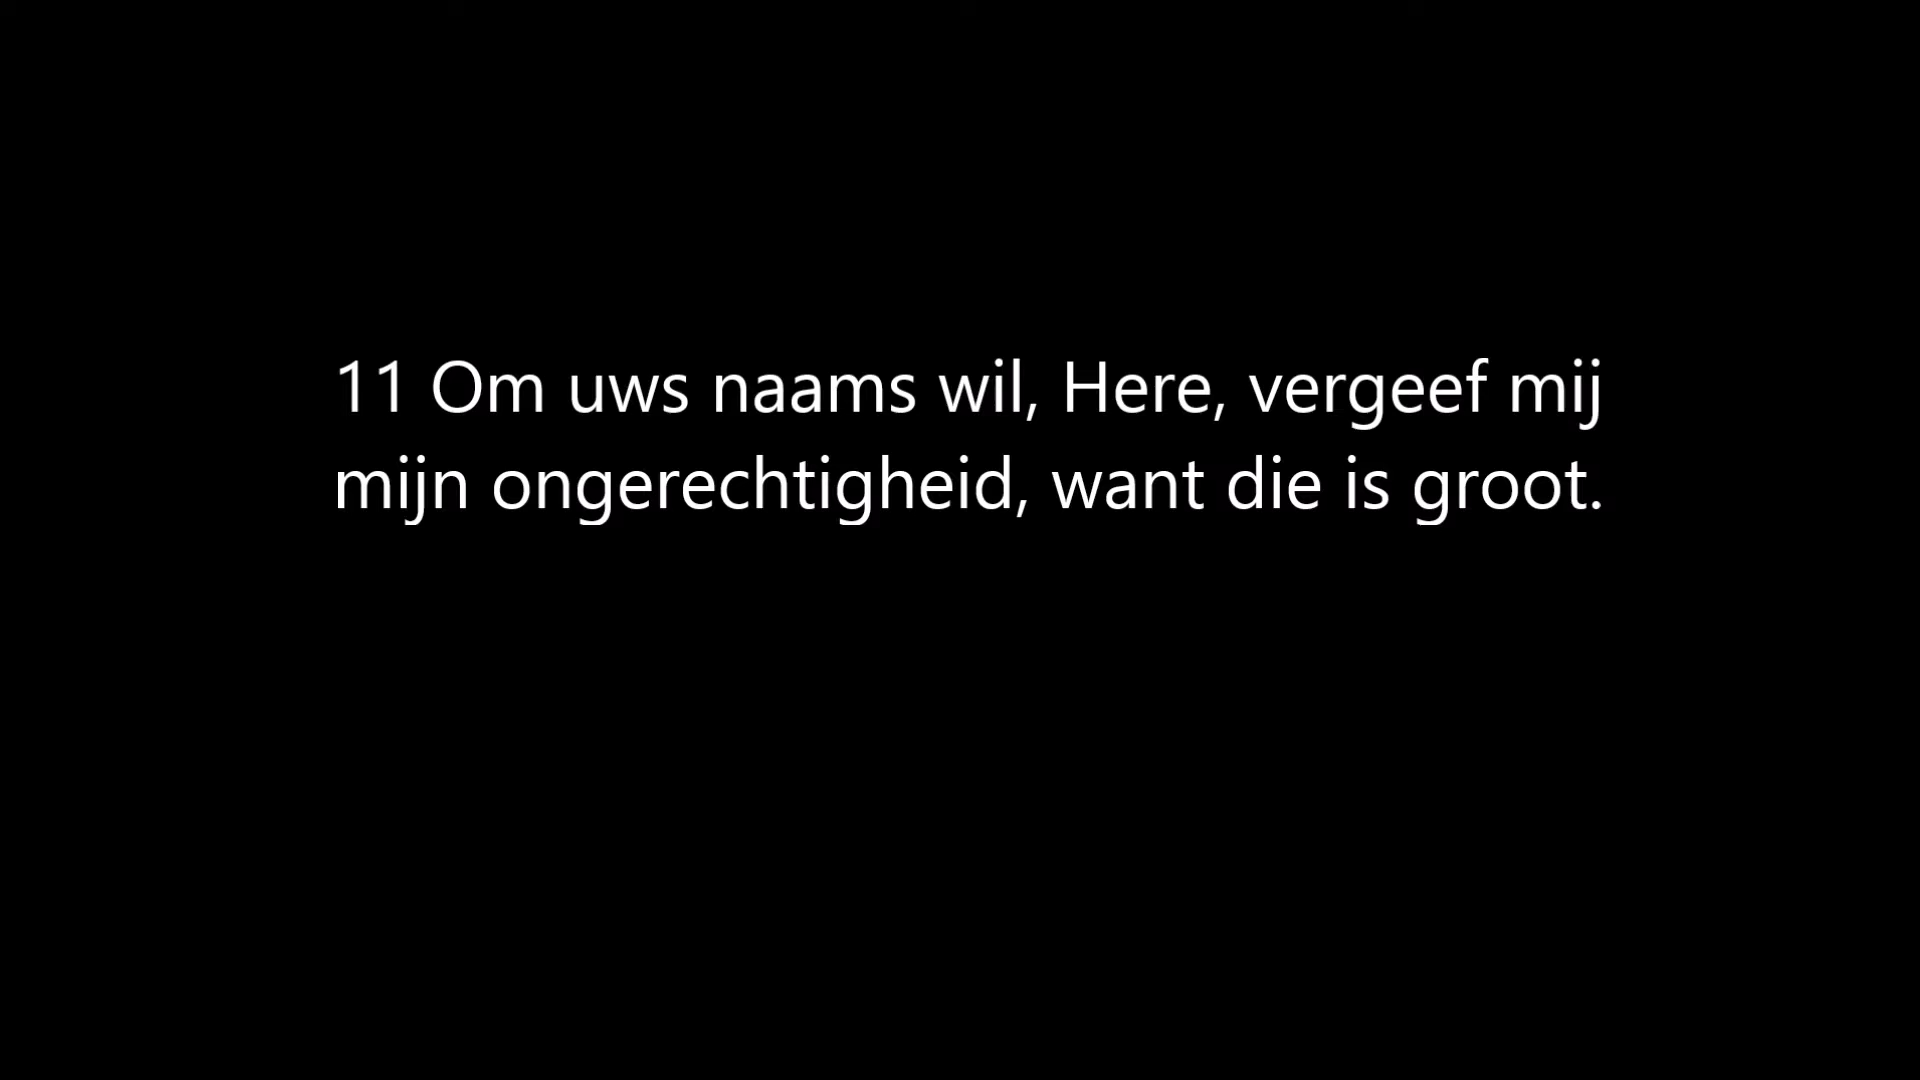 11 Om uws naams wil, Here, vergeef mij
mijn ongerechtigheid, want die is groot.